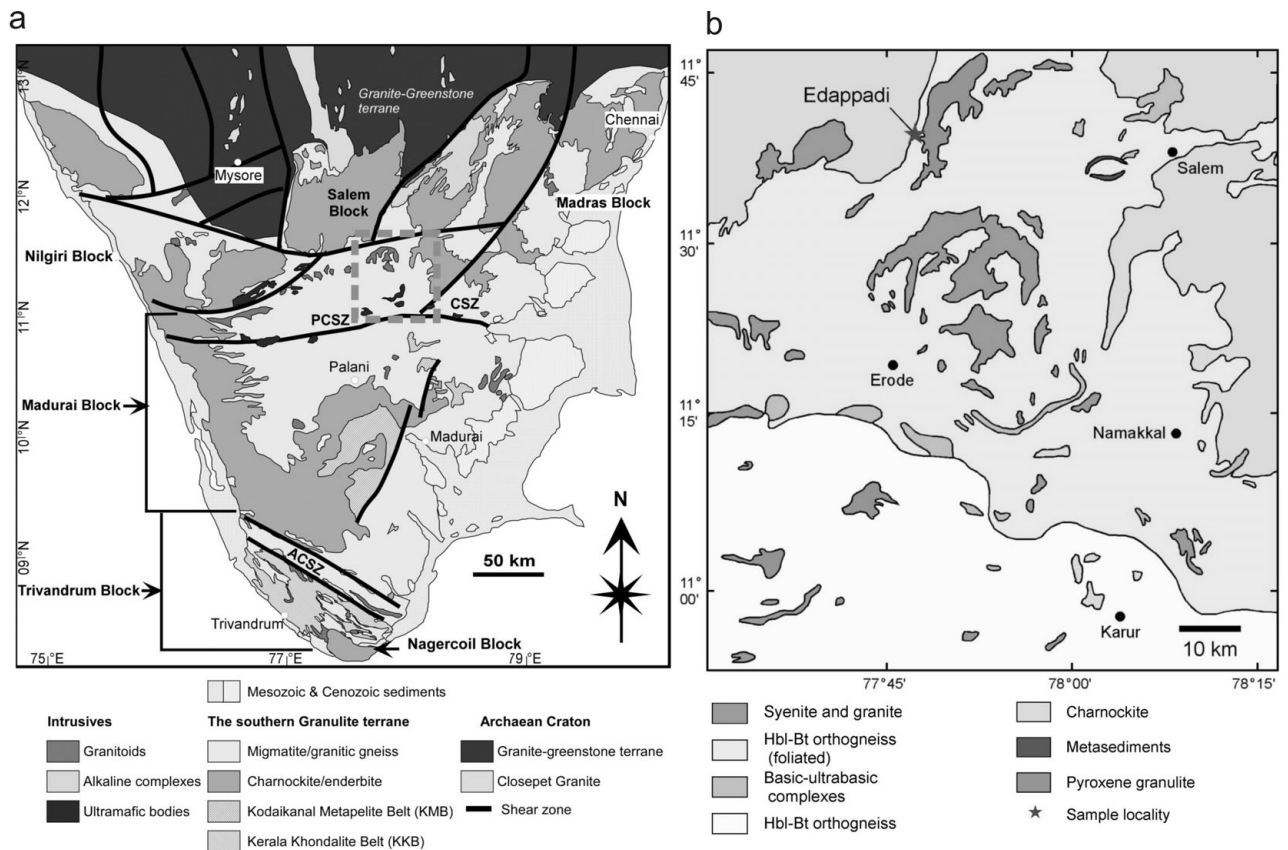 a
13°N
12°N
11°N
10°N
09°N
Granite-Greenstone
terrane
Chennai
Mysore
Salem
Block
Madras Block
Nilgiri Block
CSZ
PCSZ
Palani
Madurai Block
Madurai
N
ACSZ
50 km
Trivandrum Block
Trivandrum
Nagercoil Block
75°E
77°E
79°E
Mesozoic & Cenozoic sediments
Intrusives
Granitoids
Alkaline complexes
Ultramafic bodies
The southern Granulite terrane
Migmatite/granitic gneiss
Charnockite/enderbite
Kodaikanal Metapelite Belt (KMB)
Kerala Khondalite Belt (KKB)
Archaean Craton
Granite-greenstone terrane
Closepet Granite
Shear zone
b
11°
45'
Edappadi
Salem
11°
30'
Erode
11°
15'
Namakkal
11°
00'
Karur
10 km
77°45'
78°00'
78°15'
Syenite and granite
Hbl-Bt orthogneiss
(foliated)
Basic-ultrabasic
complexes
Hbl-Bt orthogneiss
Charnockite
Metasediments
Pyroxene granulite
Sample locality